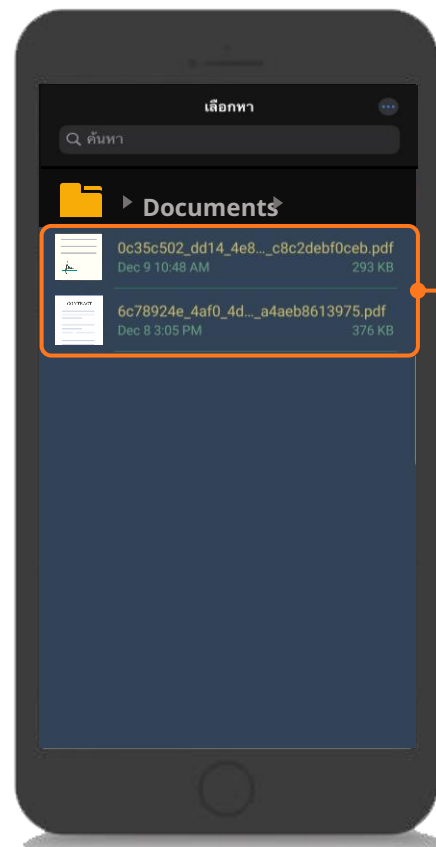 เลือกหา
ค้นหา
Documents
0c35c502_dd14_4e8..._c8c2debf0ceb.pdf
Dec 9 10:48 AM 293 KB
CONTRACT
6c78924e_4af0_4d..._a4aeb8613975.pdf
Dec 8 3:05 PM 376 KB